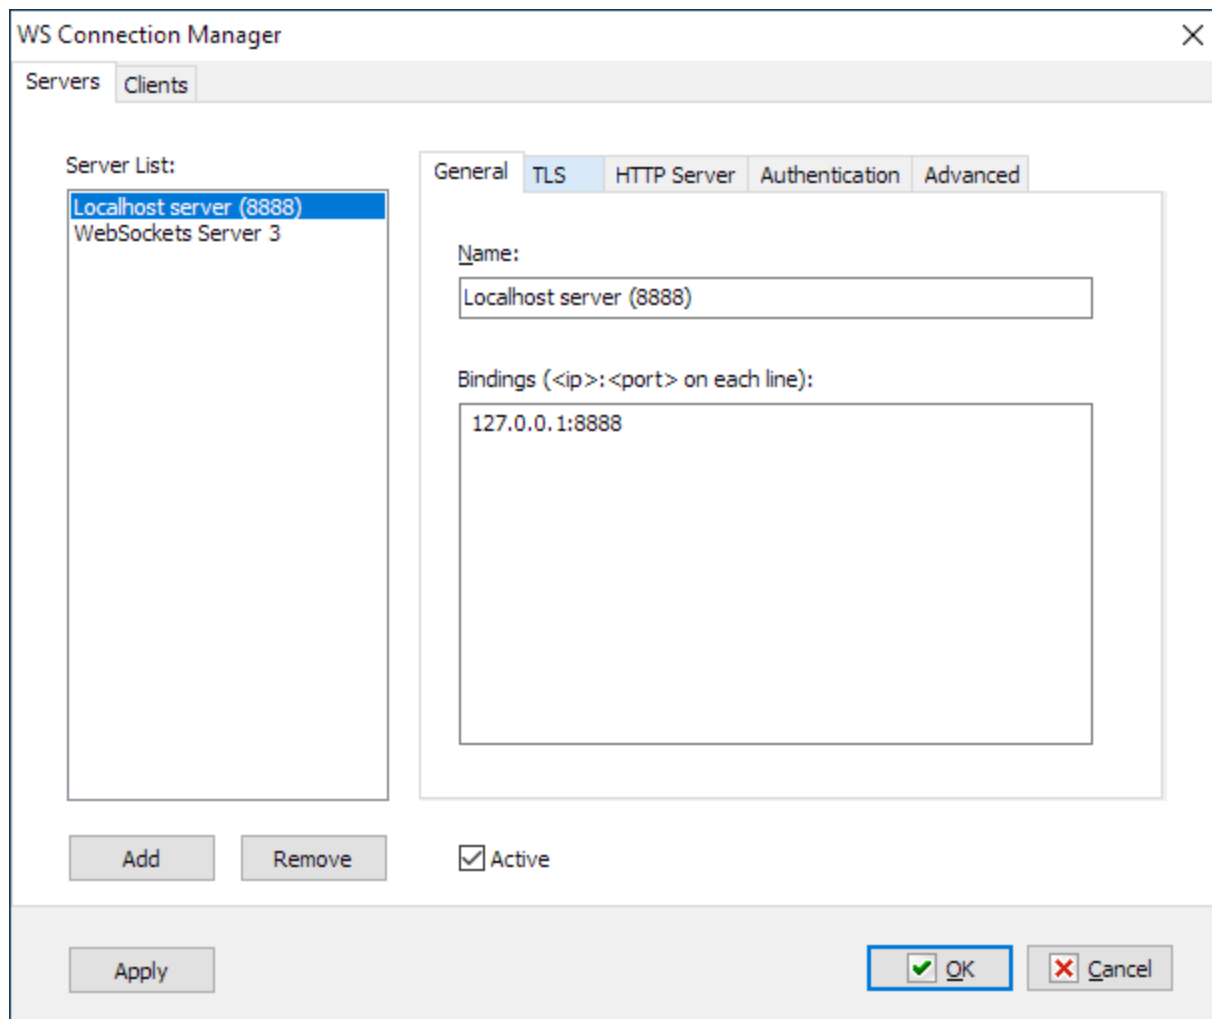 WS Connection Manager
Servers
Clients
Server List:
Localhost server (8888)
WebSockets Server 3
General
TLS
HTTP Server
Authentication
Advanced
Name:
Localhost server (8888)
Bindings (<ip>:<port> on each line):
127.0.0.1:8888
Add
Remove
Active
Apply
OK
Cancel